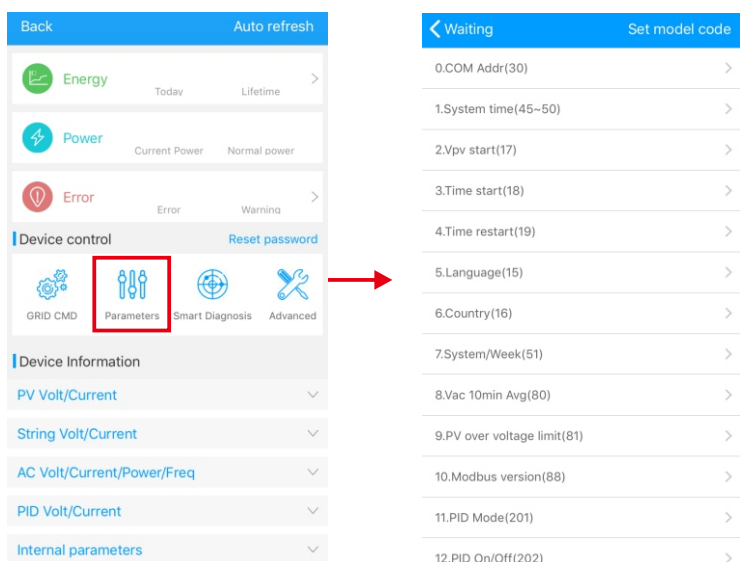 Back Auto refresh
Energy
Today Lifetime
Power
Current Power Normal power
Error
Error Warning
Device control Reset password
GRID CMD Parameters Smart Diagnosis Advanced
Device Information
PV Volt/Current
String Volt/Current
AC Volt/Current/Power/Freq
PID Volt/Current
Internal parameters
Waiting Set model code
0.COM Addr(30)
1.System time(45~50)
2.Vpv start(17)
3.Time start(18)
4.Time restart(19)
5.Language(15)
6.Country(16)
7.System/Week(51)
8.Vac 10min Avg(80)
9.PV over voltage limit(81)
10.Modbus version(88)
11.PID Mode(201)
12.PID On/Off(202)